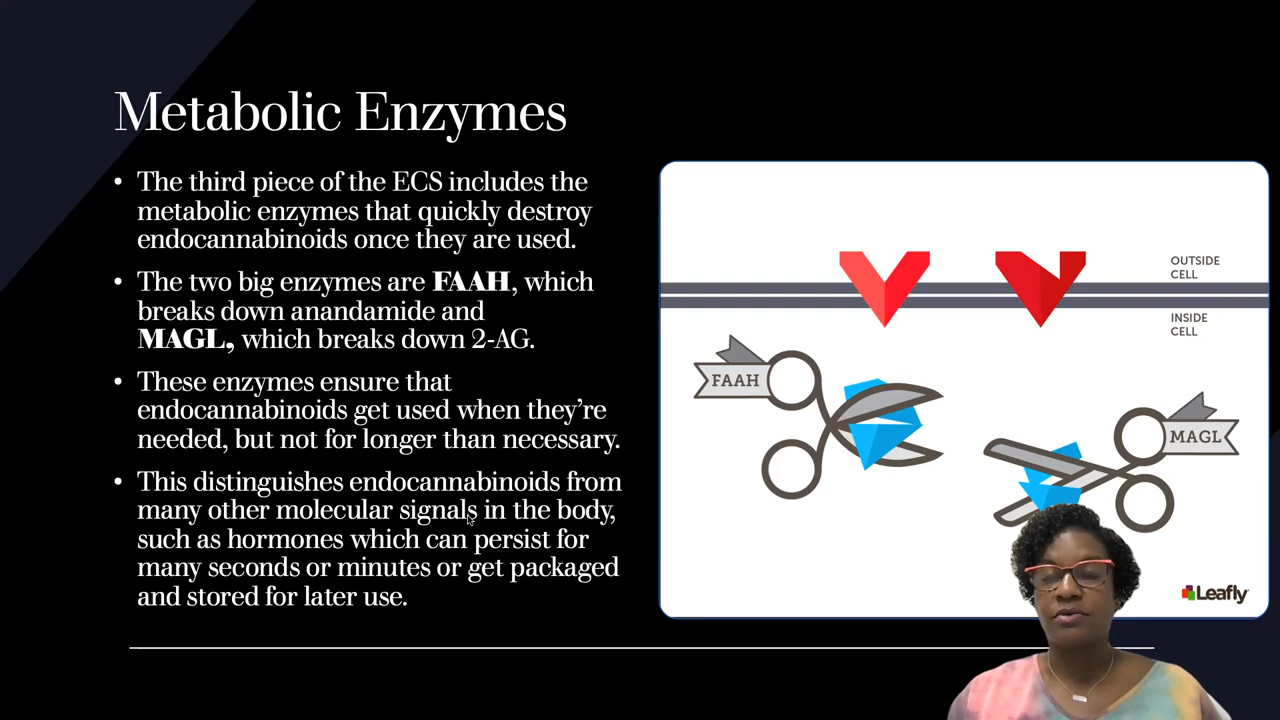 Metabolic Enzymes
• The third piece of the ECS includes the
metabolic enzymes that quickly destroy
endocannabinoids once they are used.
• The two big enzymes are FAAH, which
breaks down anandamide and
MAGL, which breaks down 2-AG.
• These enzymes ensure that
endocannabinoids get used when they’re
needed, but not for longer than necessary.
• This distinguishes endocannabinoids from
many other molecular signals in the body,
such as hormones which can persist for
many seconds or minutes or get packaged
and stored for later use.
OUTSIDE
CELL
INSIDE
CELL
FAAH
MAGL
Leafly